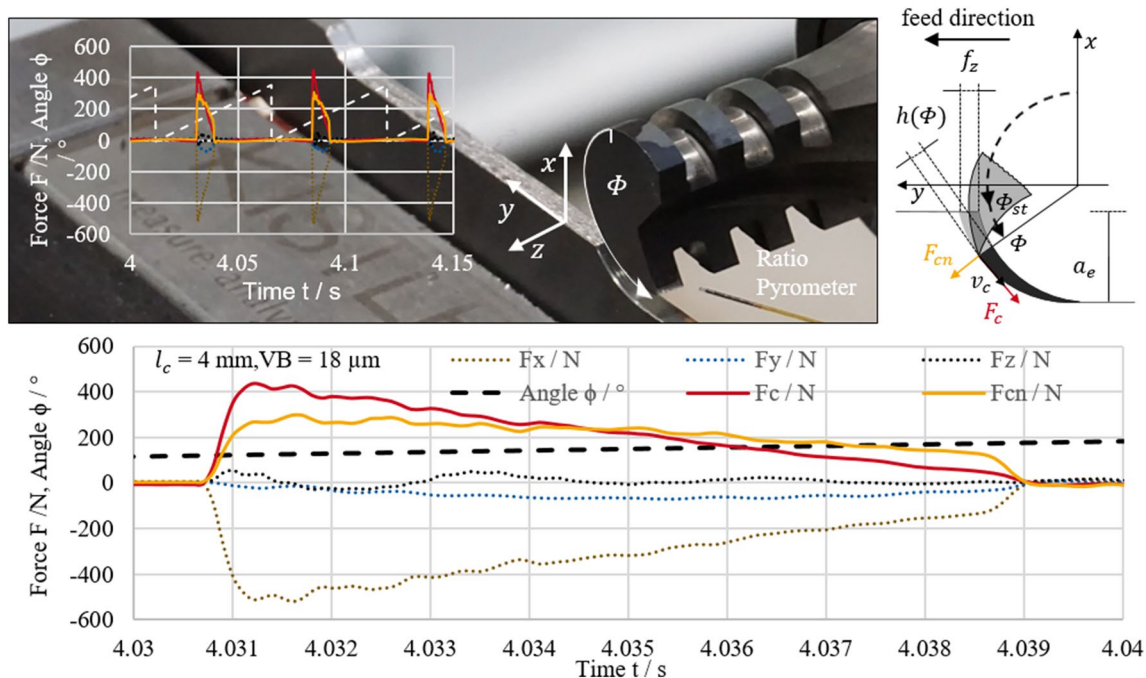 600
400
200
0
-200
-400
-600
Force F /N, Angle ϕ
/°
4
4.05
4.1
4.15
Time t / s
x
y
z
Φ
Ratio
Pyrometer
feed direction
f_z
x
h(Φ)
y
Φ_st
Φ
F_cn
v_c
F_c
a_e
l_c = 4 mm, VB = 18 µm
Fx / N
Fy / N
Fz / N
Angle ϕ / °
Fc / N
Fcn / N
Force F /N, Angle ϕ / °
600
400
200
0
-200
-400
-600
4.03
4.031
4.032
4.033
4.034
4.035
4.036
4.037
4.038
4.039
4.04
Time t / s